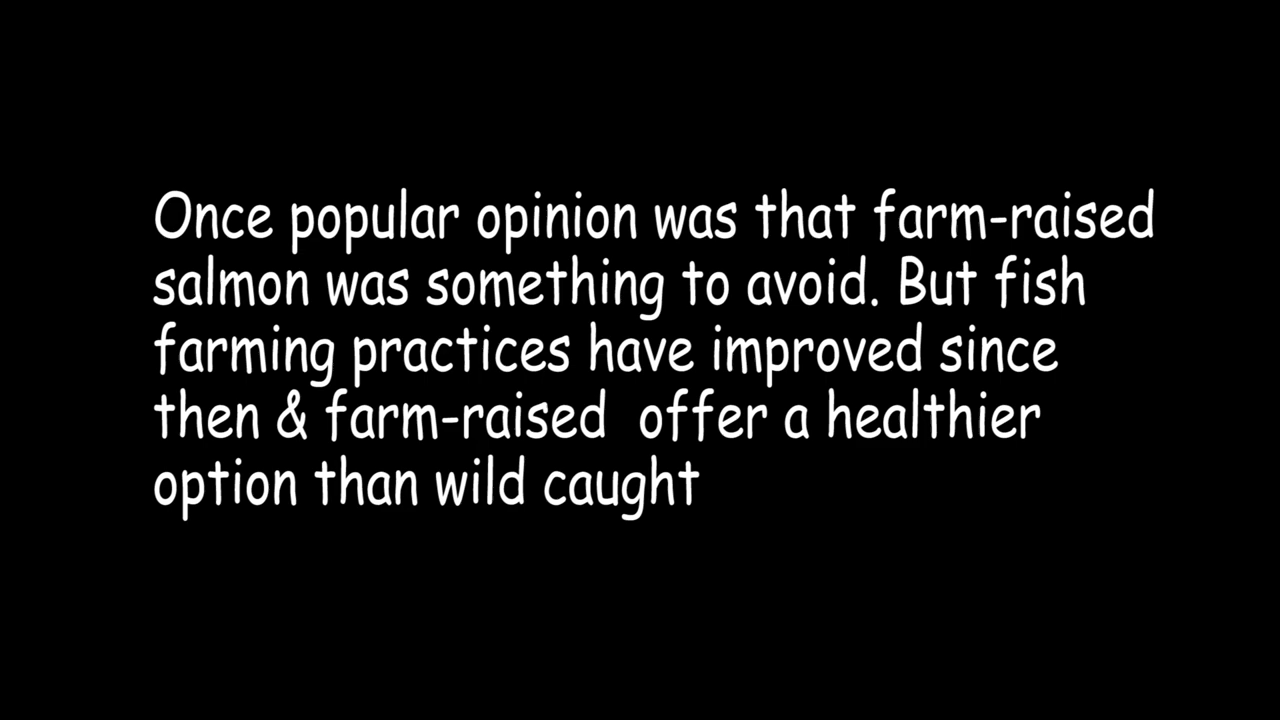 Once popular opinion was that farm-raised
salmon was something to avoid. But fish
farming practices have improved since
then & farm-raised  offer a healthier
option than wild caught